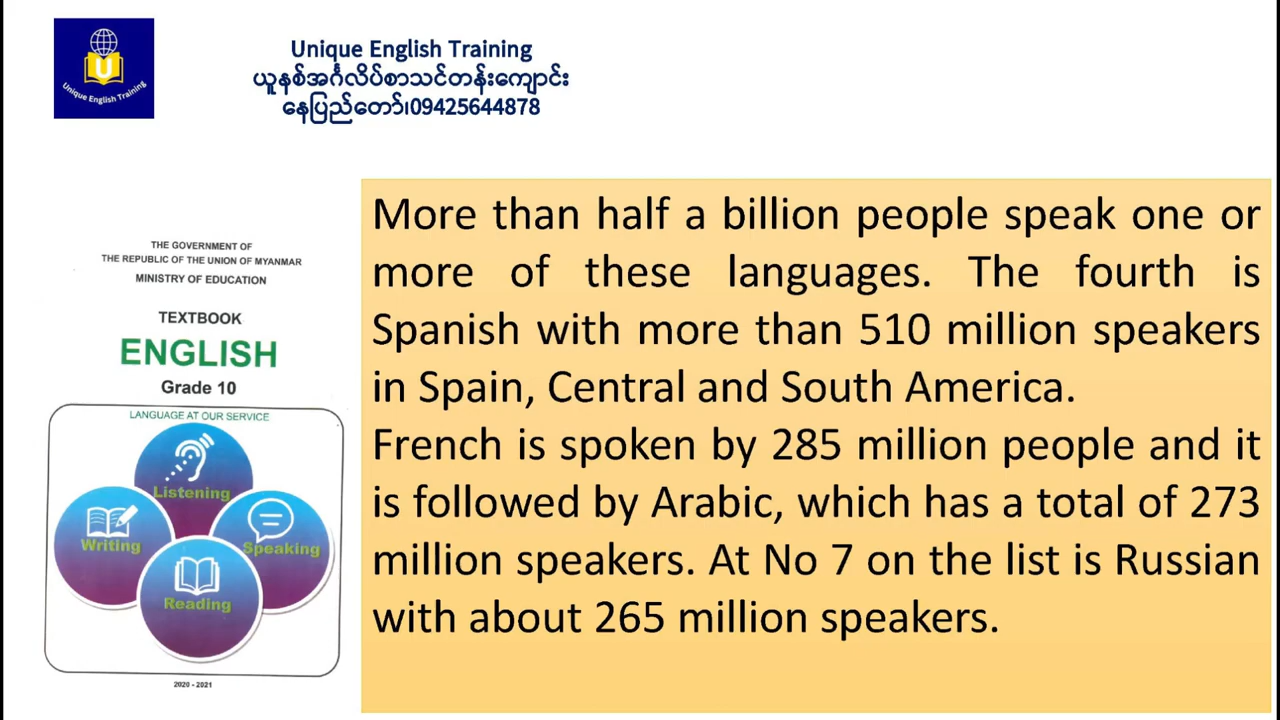 Unique English Training
ယူနစ်အင်္ဂလိပ်စာသင်တန်းကျောင်း
နေပြည်တော်၊09425644878
U
Unique English Training
THE GOVERNMENT OF
THE REPUBLIC OF THE UNION OF MYANMAR
MINISTRY OF EDUCATION
TEXTBOOK
ENGLISH
Grade 10
LANGUAGE AT OUR SERVICE
Listening
Writing
Speaking
Reading
2020 - 2021
More than half a billion people speak one or
more of these languages. The fourth is
Spanish with more than 510 million speakers
in Spain, Central and South America.
French is spoken by 285 million people and it
is followed by Arabic, which has a total of 273
million speakers. At No 7 on the list is Russian
with about 265 million speakers.